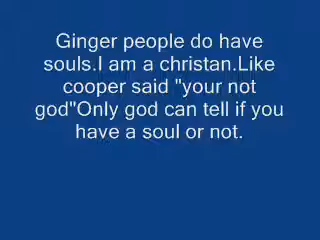 Ginger people do have
souls.I am a christan.Like
cooper said "your not
god"Only god can tell if you
have a soul or not.